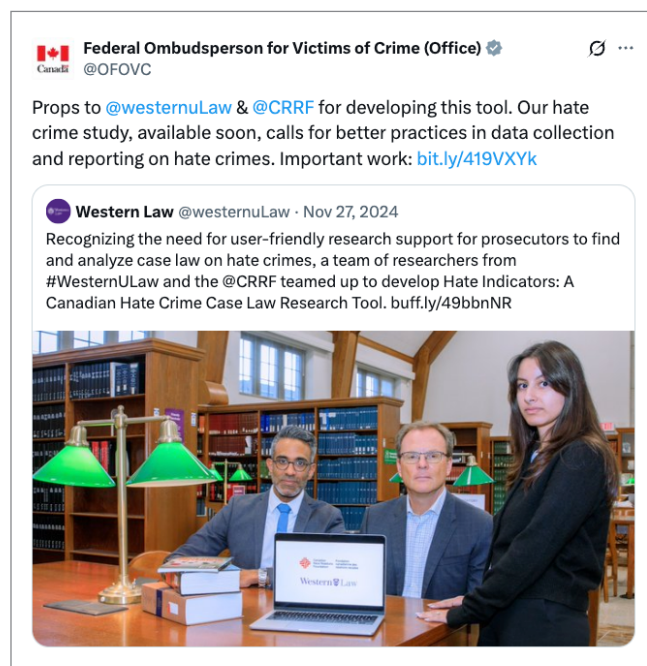 Federal Ombudsperson for Victims of Crime (Office)
@OFOVC
Canada
Props to @westernuLaw & @CRRF for developing this tool. Our hate
crime study, available soon, calls for better practices in data collection
and reporting on hate crimes. Important work: bit.ly/419VXYk
Western Law @westernuLaw · Nov 27, 2024
Recognizing the need for user-friendly research support for prosecutors to find
and analyze case law on hate crimes, a team of researchers from
#WesternULaw and the @CRRF teamed up to develop Hate Indicators: A
Canadian Hate Crime Case Law Research Tool. buff.ly/49bbnNR
Western Law